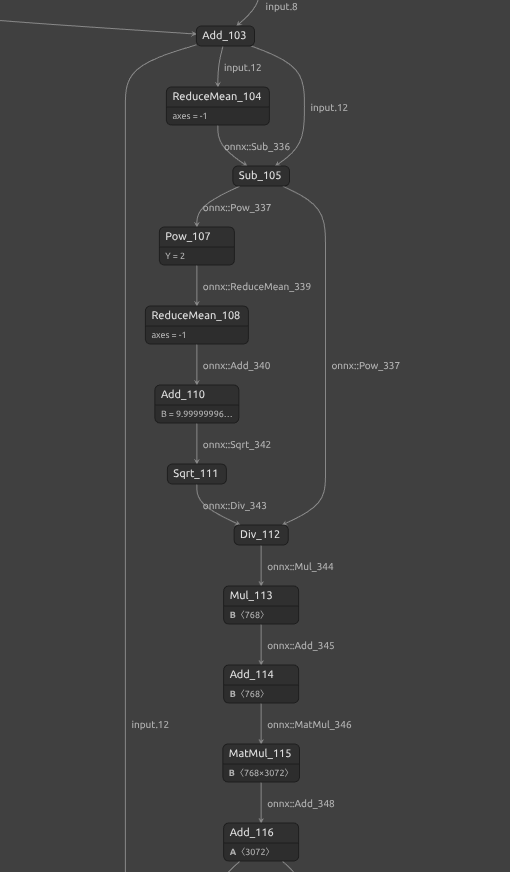 input.8
Add_103
input.12
ReduceMean_104
axes = -1
input.12
onnx::Sub_336
Sub_105
onnx::Pow_337
Pow_107
Y = 2
onnx::ReduceMean_339
ReduceMean_108
axes = -1
onnx::Add_340
onnx::Pow_337
Add_110
B = 9.99999996...
onnx::Sqrt_342
Sqrt_111
onnx::Div_343
Div_112
onnx::Mul_344
Mul_113
B ⟨768⟩
onnx::Add_345
Add_114
B ⟨768⟩
input.12
onnx::MatMul_346
MatMul_115
B ⟨768×3072⟩
onnx::Add_348
Add_116
A ⟨3072⟩